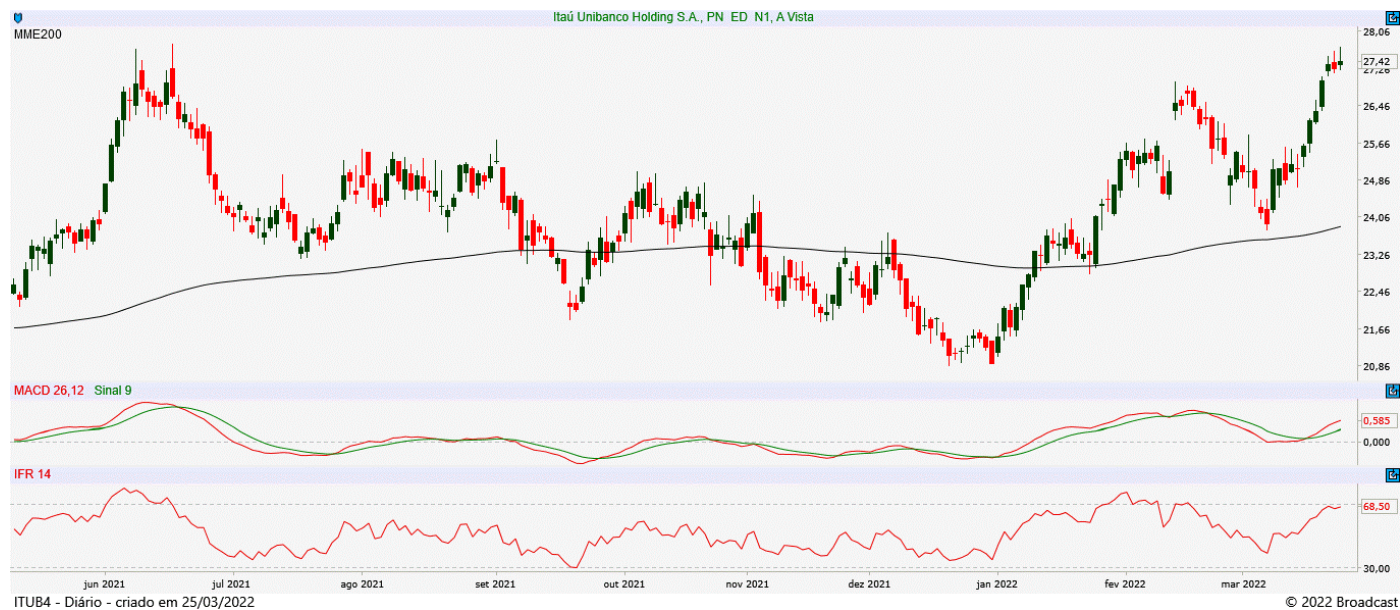 Itaú Unibanco Holding S.A., PN ED N1, A Vista
MME200
28,06
27,42
27,26
26,46
25,66
24,86
24,06
23,26
22,46
21,66
20,86
MACD 26,12 Sinal 9
0,585
0,000
IFR 14
68,50
30,00
jun 2021 jul 2021 ago 2021 set 2021 out 2021 nov 2021 dez 2021 jan 2022 fev 2022 mar 2022
ITUB4 - Diário - criado em 25/03/2022 © 2022 Broadcast